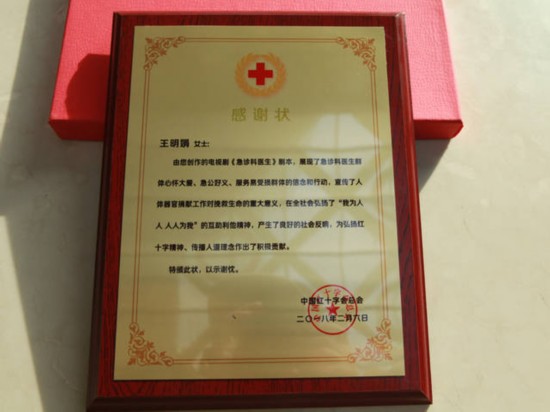 感谢状
王明娟 女士:
由您创作的电视剧《急诊科医生》剧本，展现了急诊科医生群
体心怀大爱、急公好义、服务易受损群体的信念和行动，宣传了人
体器官捐献工作对挽救生命的重大意义，在全社会弘扬了“我为人
人 人人为我”的互助利他精神，产生了良好的社会反响，为弘扬红
十字精神、传播人道理念作出了积极贡献。
特颁此状，以示谢忱。
中国红十字会总会
二〇一八年二月六日